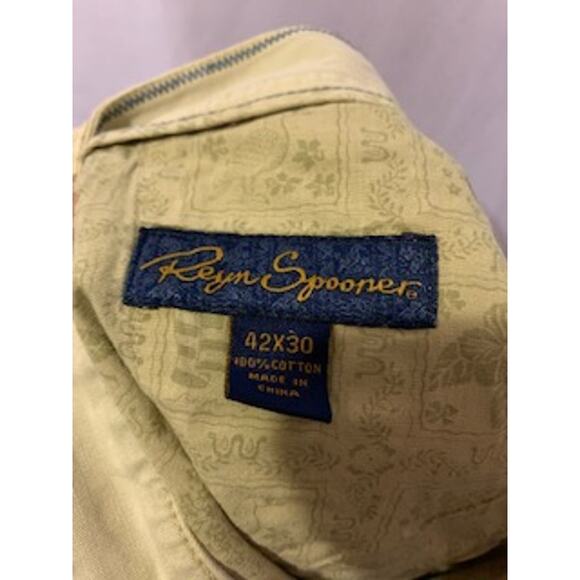 Reyn Spooner®
42X30
100% COTTON
MADE IN
CHINA